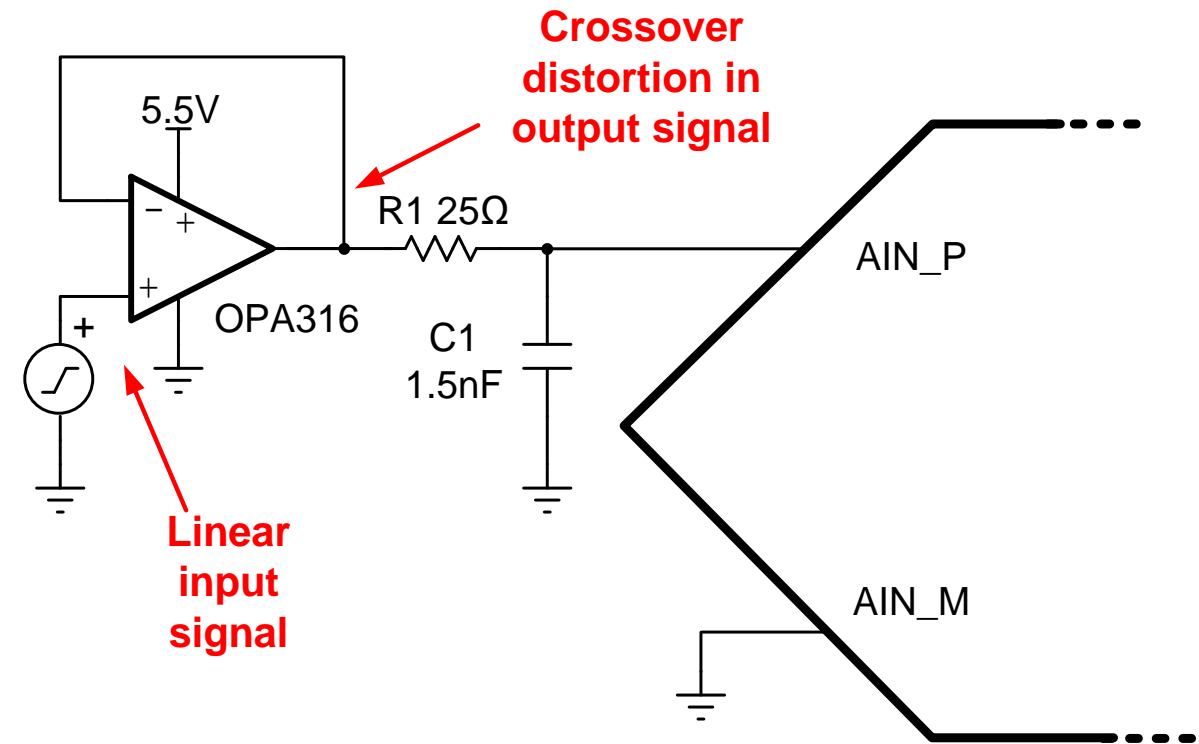 Crossover
distortion in
output signal
5.5V
−
+
R1 25Ω
+
OPA316
+
AIN_P
C1
1.5nF
Linear
input
signal
AIN_M